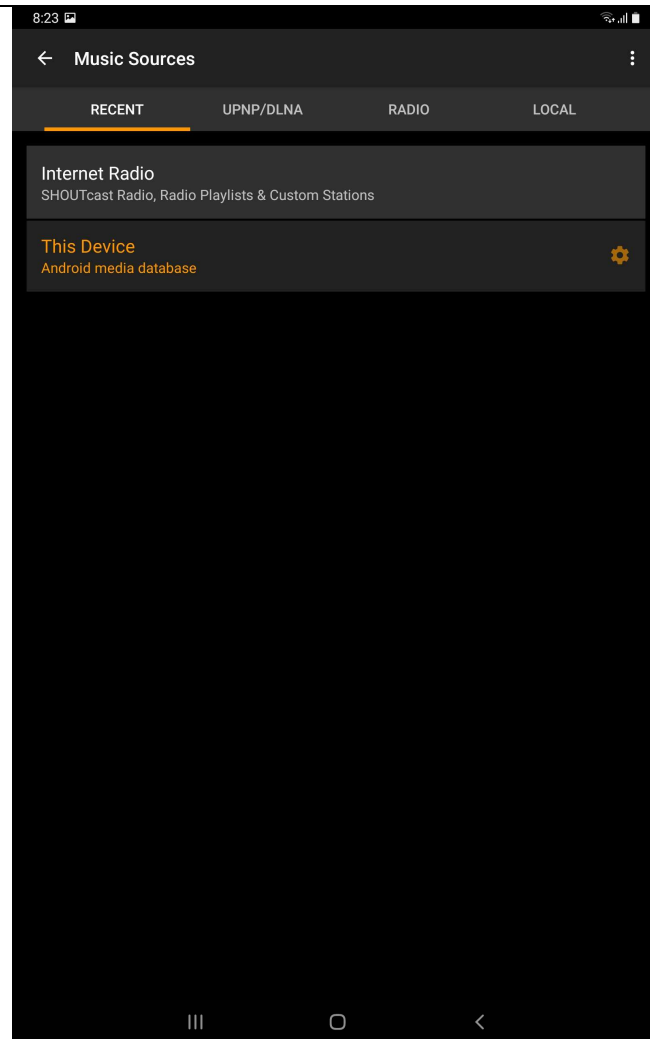 8:23
Music Sources
RECENT UPNP/DLNA RADIO LOCAL
Internet Radio
SHOUTcast Radio, Radio Playlists & Custom Stations
This Device
Android media database